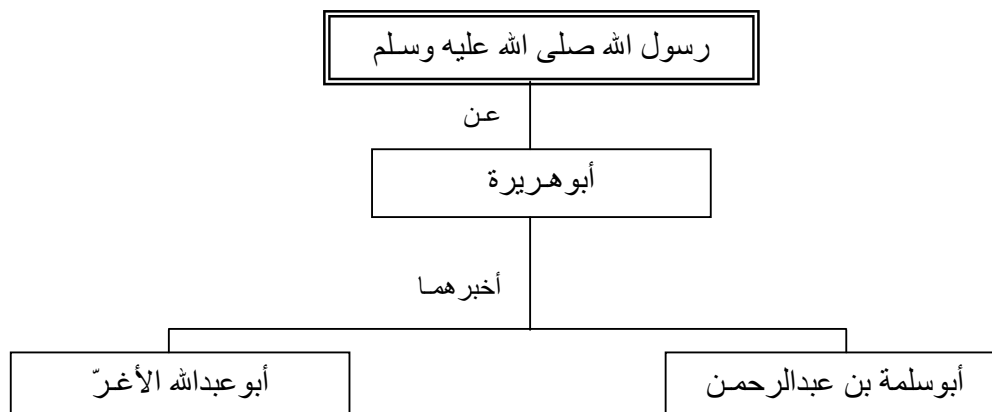 رسول الله صلى الله عليه وسلم
عن
أبوهريرة
أخبرهما
أبوسلمة بن عبدالرحمن
أبوعبدالله الأغرّ